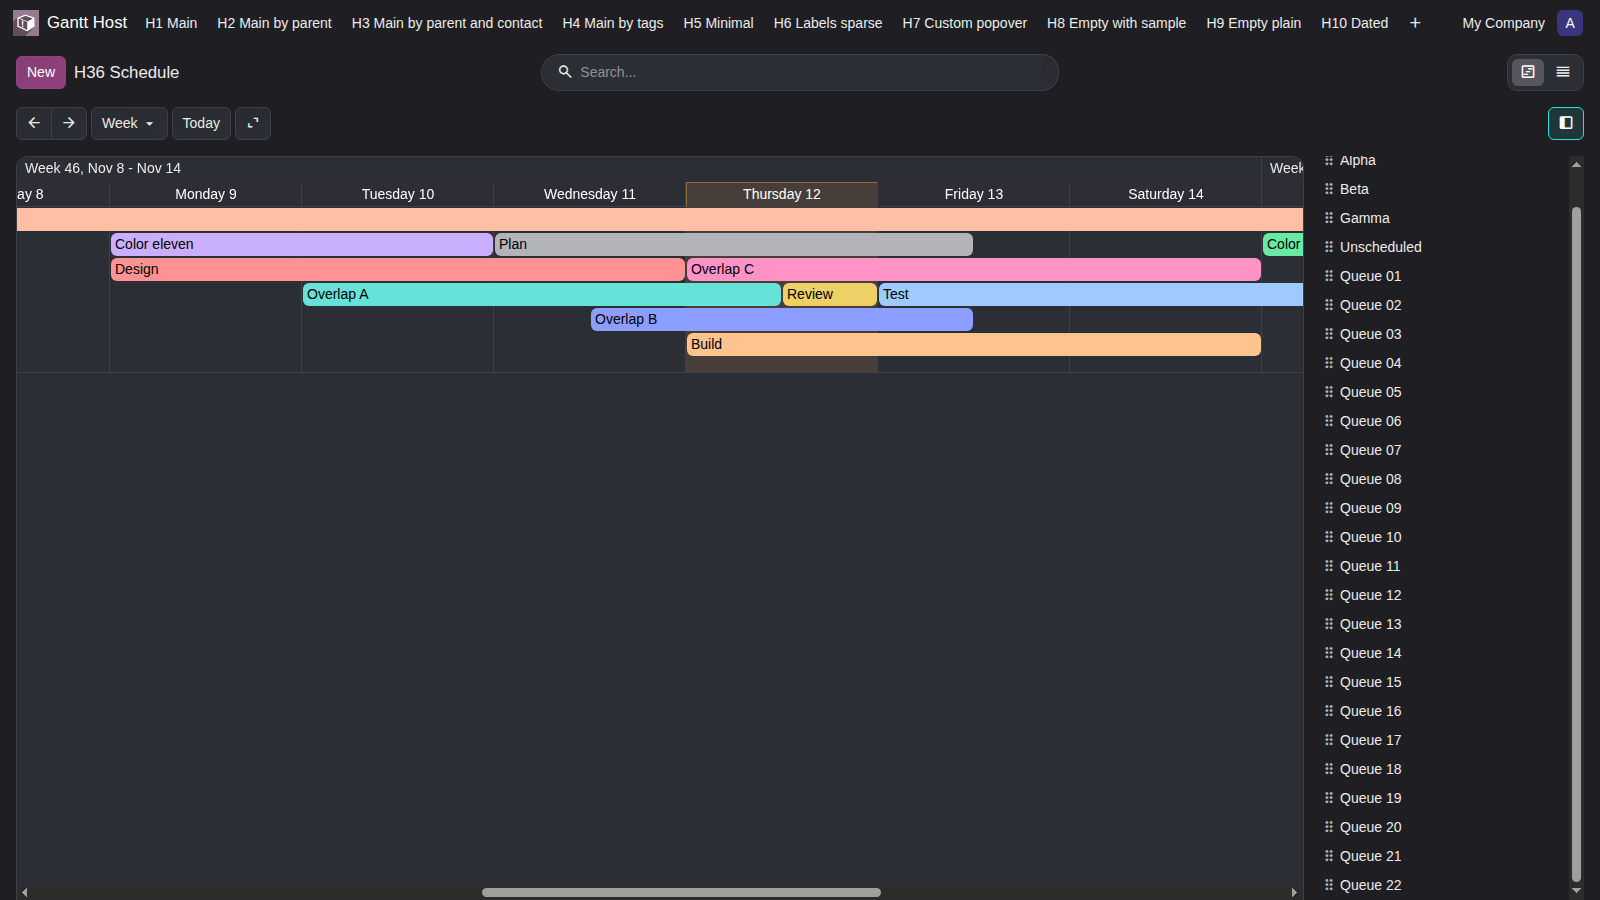 Gantt Host H1 Main H2 Main by parent H3 Main by parent and contact H4 Main by tags H5 Minimal H6 Labels sparse H7 Custom popover H8 Empty with sample H9 Empty plain H10 Dated + My Company A
New H36 Schedule Search...
Week Today
Week 46, Nov 8 - Nov 14 Week
ay 8 Monday 9 Tuesday 10 Wednesday 11 Thursday 12 Friday 13 Saturday 14
Color eleven Plan Color
Design Overlap C
Overlap A Review Test
Overlap B
Build
Alpha
Beta
Gamma
Unscheduled
Queue 01
Queue 02
Queue 03
Queue 04
Queue 05
Queue 06
Queue 07
Queue 08
Queue 09
Queue 10
Queue 11
Queue 12
Queue 13
Queue 14
Queue 15
Queue 16
Queue 17
Queue 18
Queue 19
Queue 20
Queue 21
Queue 22